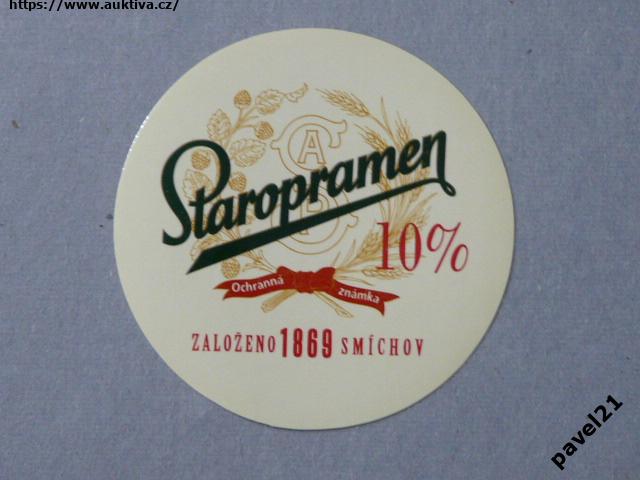 https://www.auktiva.cz/
Staropramen
10%
Ochranná známka
ZALOŽENO 1869 SMÍCHOV
pavel21